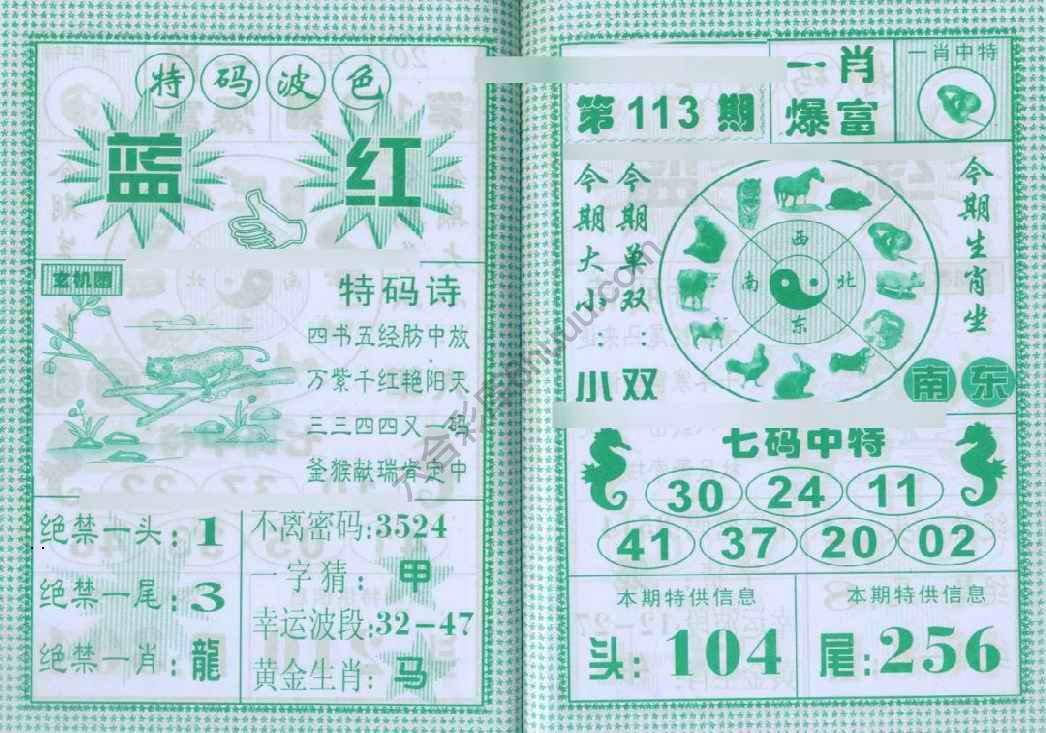 特码波色
蓝 红
玄机图
特码诗
四书五经肪中放
万紫千红艳阳天
三三四四又一码
釜猴献瑞肯定中
绝禁一头:1
绝禁一尾:3
绝禁一肖:龍
不离密码:3524
一字猜:甲
幸运波段:32-47
黄金生肖:马
第113期
一肖
爆富
一肖中特
今期大小:小
今期单双:双
西
南 北
东
今期生肖坐
南 东
七码中特
30 24 11
41 37 20 02
本期特供信息
头:104
本期特供信息
尾:256